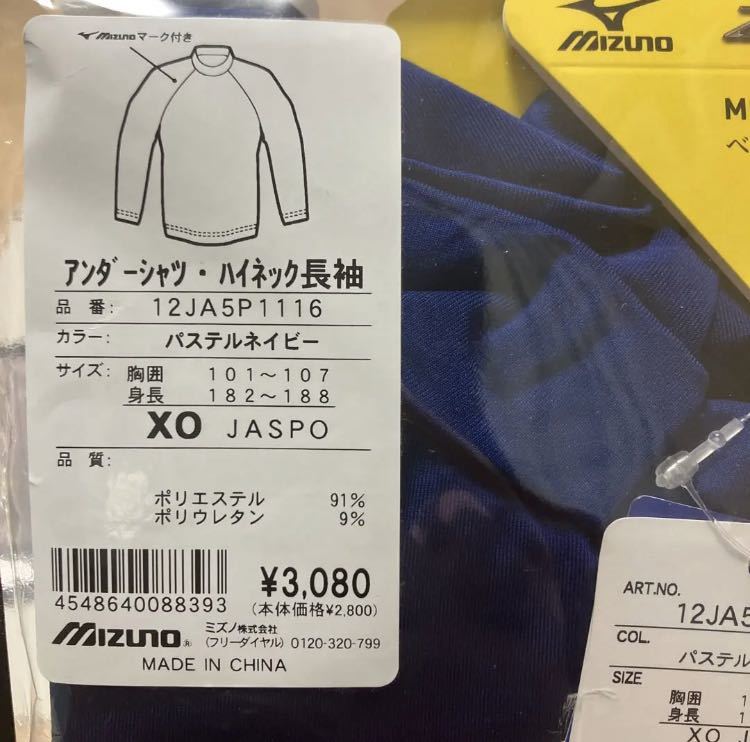 MIZUNOマーク付き
アンダーシャツ・ハイネック長袖
品 番: 12JA5P1116
カラー: パステルネイビー
サイズ: 胸囲 101～107
身長 182～188
XO JASPO
品 質:
ポリエステル 91%
ポリウレタン 9%
¥3,080
(本体価格¥2,800)
4548640088393
MIZUNO® ミズノ株式会社
(フリーダイヤル) 0120-320-799
MADE IN CHINA
MIZUNO
M
ベ
ART.NO.
12JA5
COL.
パステル
SIZE
胸囲 1
身長 1
XO J